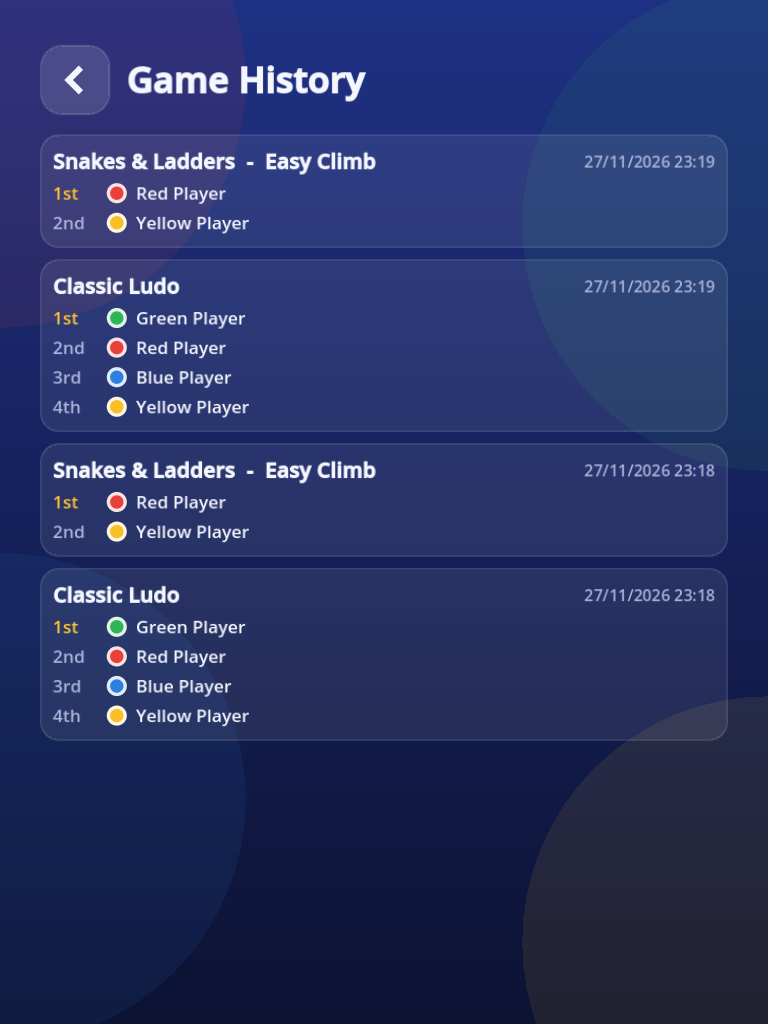 Game History
Snakes & Ladders - Easy Climb 27/11/2026 23:19
1st Red Player
2nd Yellow Player
Classic Ludo 27/11/2026 23:19
1st Green Player
2nd Red Player
3rd Blue Player
4th Yellow Player
Snakes & Ladders - Easy Climb 27/11/2026 23:18
1st Red Player
2nd Yellow Player
Classic Ludo 27/11/2026 23:18
1st Green Player
2nd Red Player
3rd Blue Player
4th Yellow Player